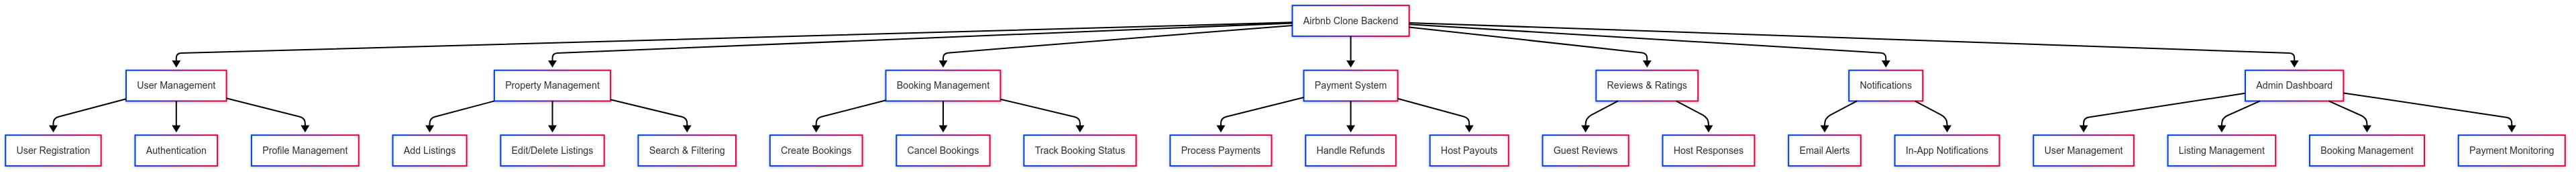 Airbnb Clone Backend
User Management
Property Management
Booking Management
Payment System
Reviews & Ratings
Notifications
Admin Dashboard
User Registration
Authentication
Profile Management
Add Listings
Edit/Delete Listings
Search & Filtering
Create Bookings
Cancel Bookings
Track Booking Status
Process Payments
Handle Refunds
Host Payouts
Guest Reviews
Host Responses
Email Alerts
In-App Notifications
User Management
Listing Management
Booking Management
Payment Monitoring